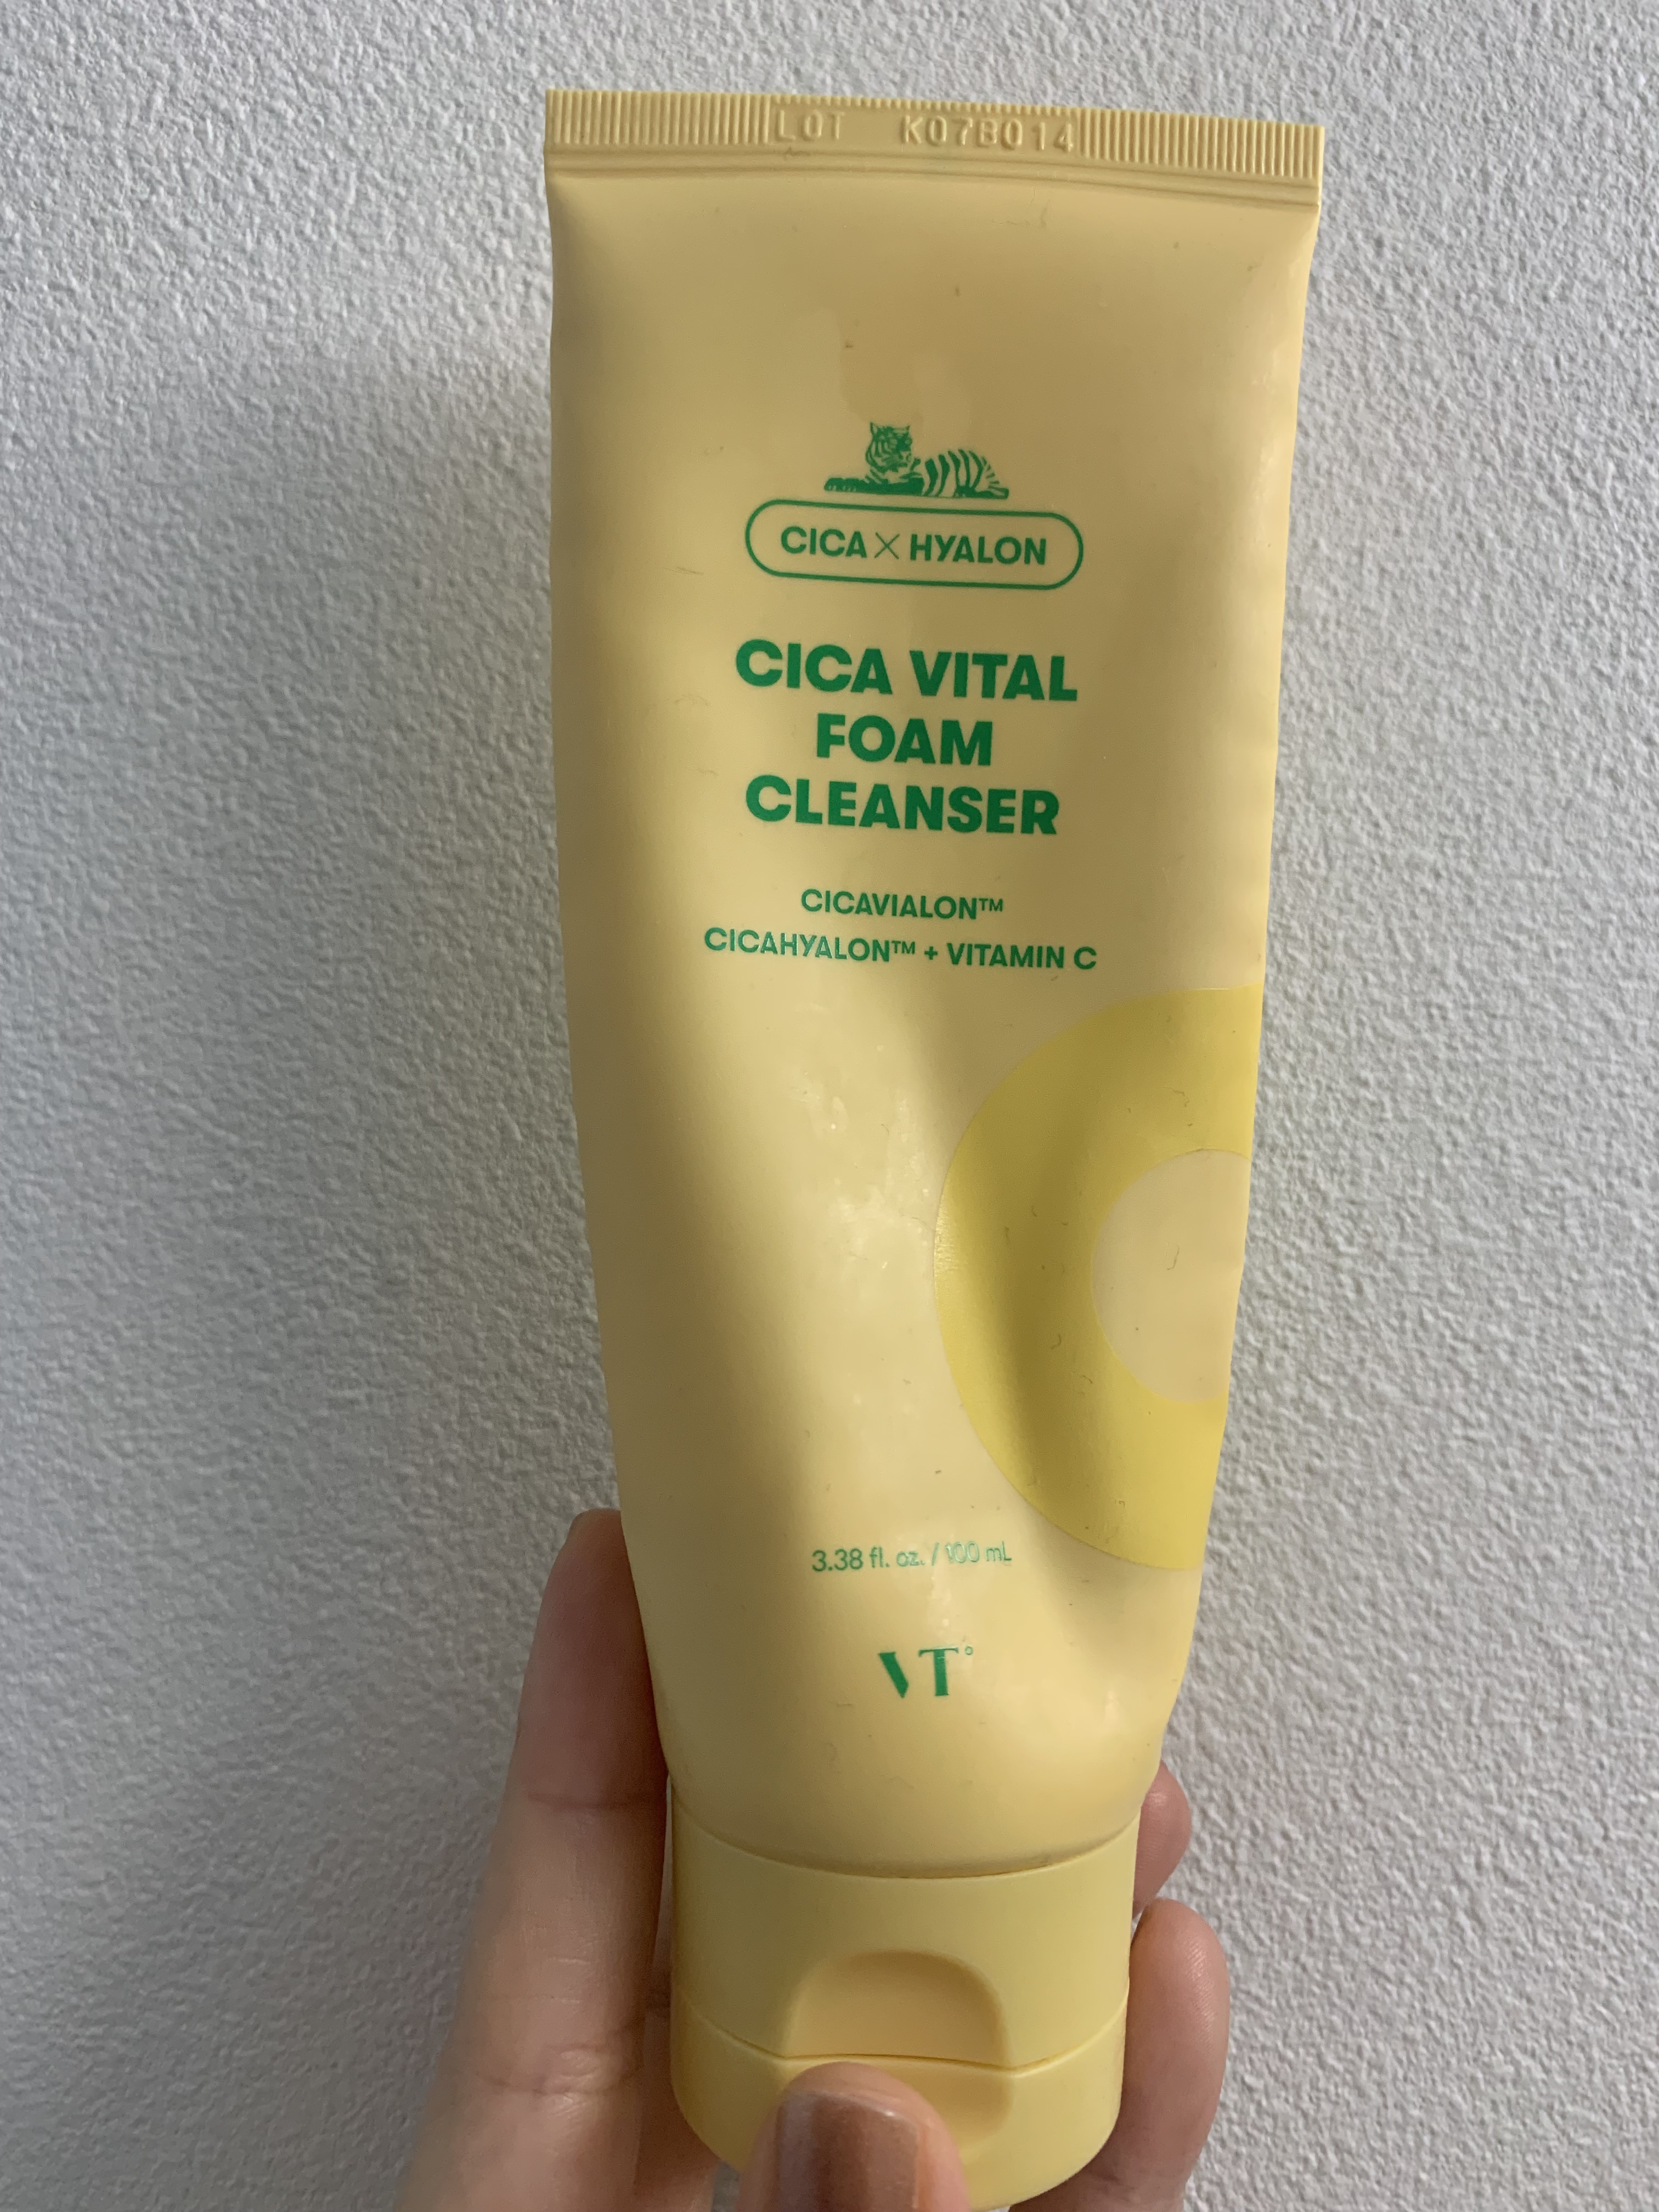 LOT K07B014
CICA × HYALON
CICA VITAL
FOAM
CLEANSER
CICAVIALON™
CICAHYALON™ + VITAMIN C
3.38 fl. oz. / 100 mL
VT